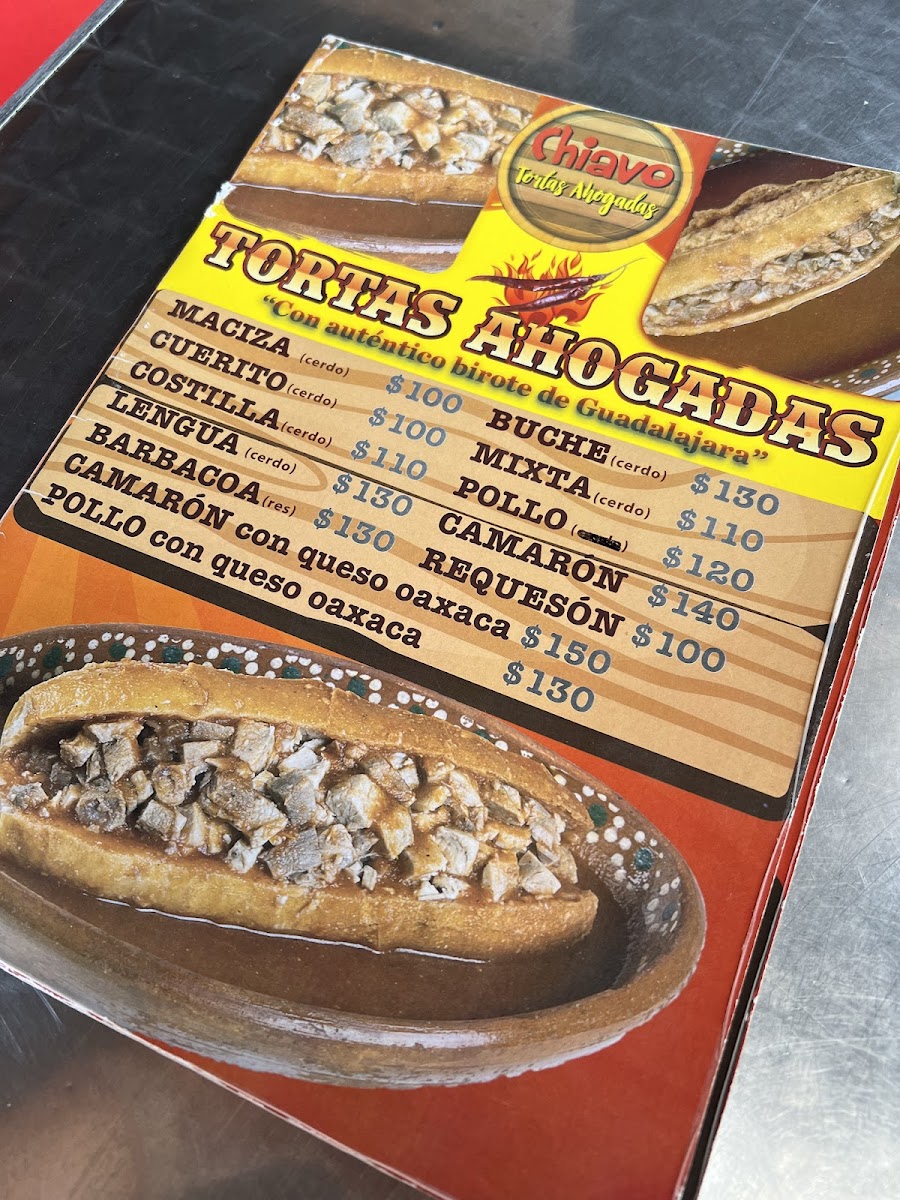 Chiavo
Tortas Ahogadas
TORTAS AHOGADAS
“Con auténtico birote de Guadalajara”
MACIZA (cerdo) $100
CUERITO (cerdo) $100
COSTILLA (cerdo) $110
LENGUA (cerdo) $130
BARBACOA (res) $130
BUCHE (cerdo) $130
MIXTA (cerdo) $110
POLLO $120
CAMARÓN $140
REQUESÓN $100
CAMARÓN con queso oaxaca $150
POLLO con queso oaxaca $130